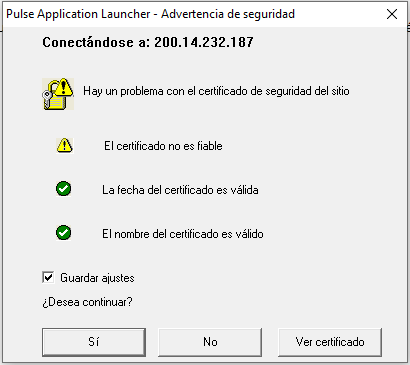 Pulse Application Launcher - Advertencia de seguridad
Conectándose a: 200.14.232.187
Hay un problema con el certificado de seguridad del sitio
El certificado no es fiable
La fecha del certificado es válida
El nombre del certificado es válido
Guardar ajustes
¿Desea continuar?
Sí
No
Ver certificado